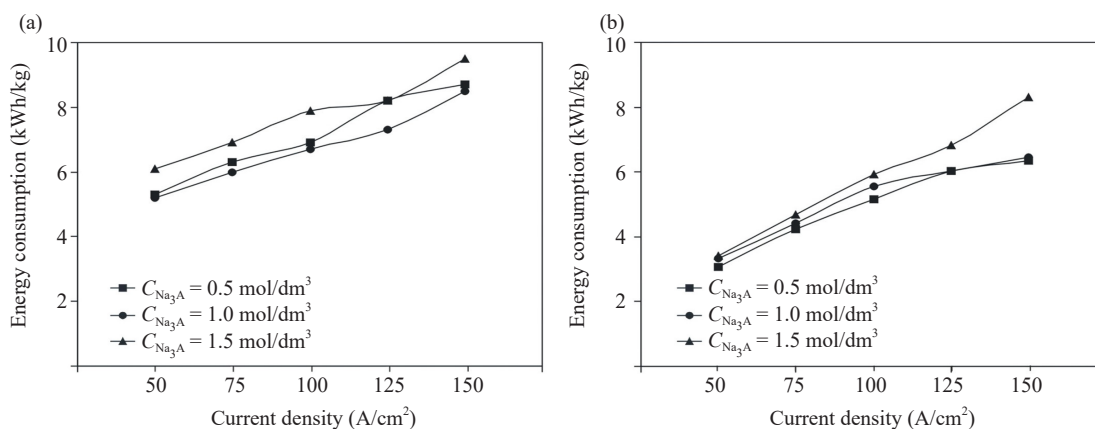 (a)
10
8
6
4
2
Energy consumption (kWh/kg)
C_Na₃A = 0.5 mol/dm³
C_Na₃A = 1.0 mol/dm³
C_Na₃A = 1.5 mol/dm³
50 75 100 125 150
Current density (A/cm²)
(b)
10
8
6
4
2
Energy consumption (kWh/kg)
C_Na₃A = 0.5 mol/dm³
C_Na₃A = 1.0 mol/dm³
C_Na₃A = 1.5 mol/dm³
50 75 100 125 150
Current density (A/cm²)